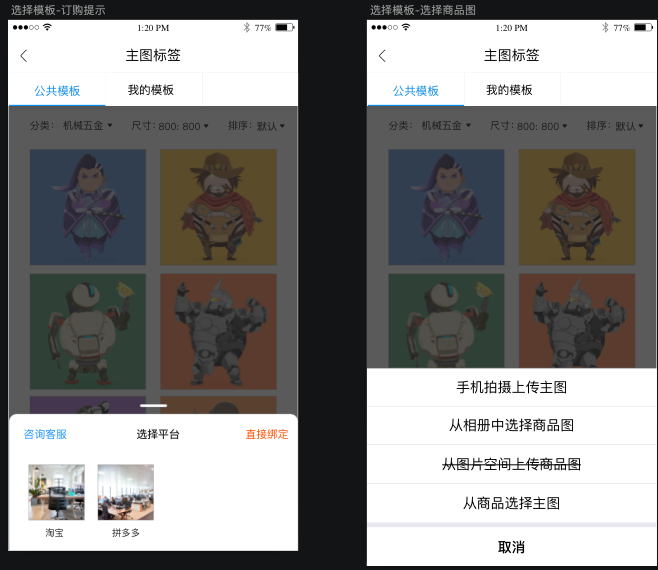 选择模板-订购提示
1:20 PM
77%
主图标签
公共模板
我的模板
分类： 机械五金
尺寸：800: 800
排序：默认
咨询客服
选择平台
直接绑定
淘宝
拼多多
选择模板-选择商品图
1:20 PM
77%
主图标签
公共模板
我的模板
分类： 机械五金
尺寸：800: 800
排序：默认
手机拍摄上传主图
从相册中选择商品图
从图片空间上传商品图
从商品选择主图
取消